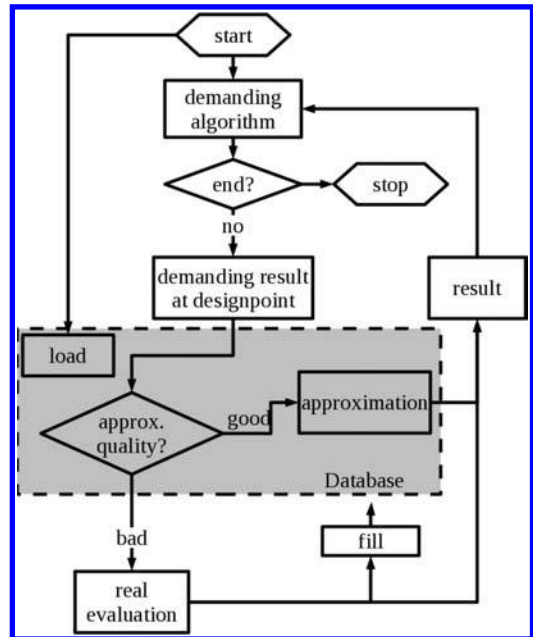 start
demanding
algorithm
end?
stop
no
demanding result
at designpoint
result
load
approx.
quality?
good
approximation
Database
bad
fill
real
evaluation